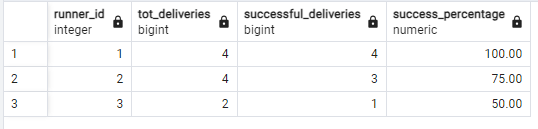 runner_id tot_deliveries successful_deliveries success_percentage
integer bigint bigint numeric
1 1 4 4 100.00
2 2 4 3 75.00
3 3 2 1 50.00